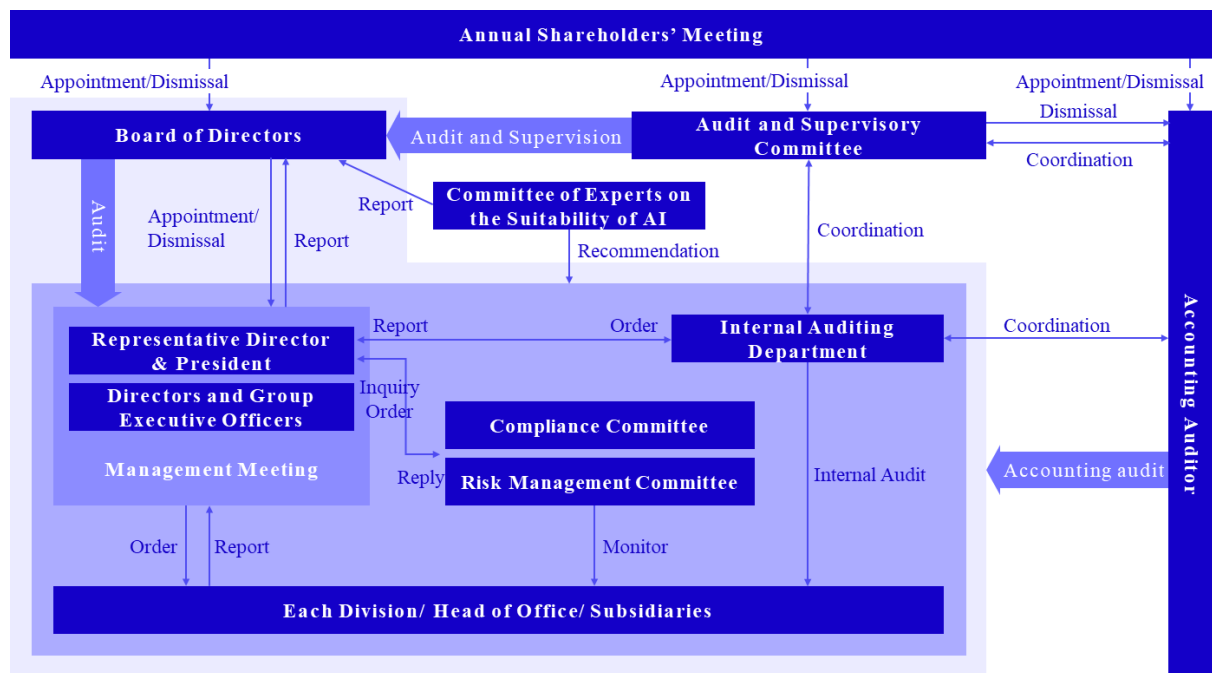 Annual Shareholders' Meeting
Appointment/Dismissal
Appointment/Dismissal
Appointment/Dismissal
Board of Directors
Audit and Supervision
Audit and Supervisory
Committee
Dismissal
Coordination
Audit
Appointment/
Dismissal
Report
Report
Committee of Experts on
the Suitability of AI
Recommendation
Coordination
Representative Director
& President
Directors and Group
Executive Officers
Management Meeting
Report
Order
Internal Auditing
Department
Coordination
Inquiry
Order
Reply
Compliance Committee
Risk Management Committee
Internal Audit
Accounting audit
Accounting Auditor
Order
Report
Monitor
Each Division/ Head of Office/ Subsidiaries